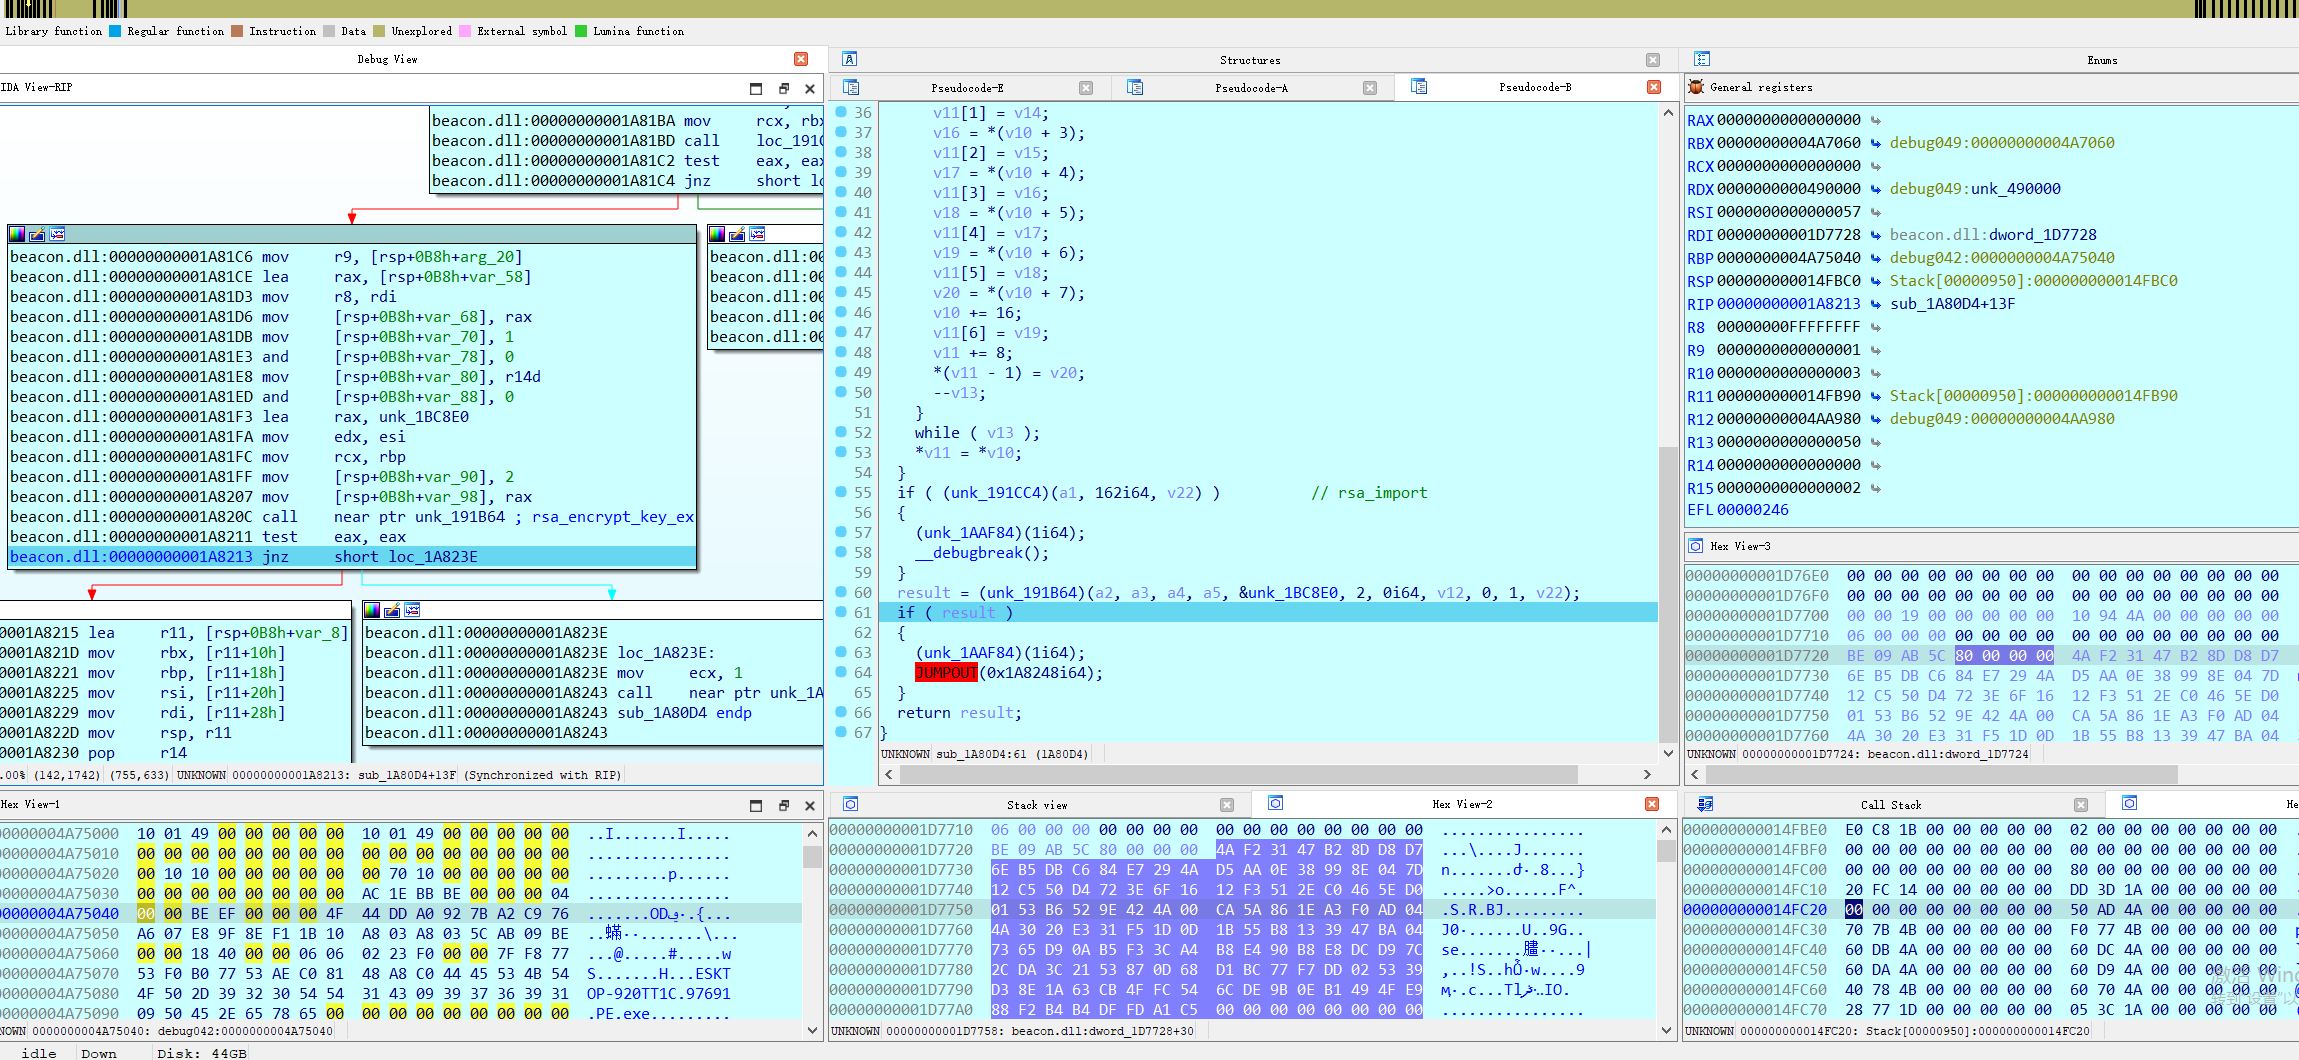 Library function Regular function Instruction Data Unexplored External symbol Lumina function
Debug View
IDA View-RIP
beacon.dll:00000000001A81BA mov rcx, rbx
beacon.dll:00000000001A81BD call loc_191C
beacon.dll:00000000001A81C2 test eax, eax
beacon.dll:00000000001A81C4 jnz short lo
beacon.dll:00000000001A81C6 mov r9, [rsp+0B8h+arg_20]
beacon.dll:00000000001A81CE lea rax, [rsp+0B8h+var_58]
beacon.dll:00000000001A81D3 mov r8, rdi
beacon.dll:00000000001A81D6 mov [rsp+0B8h+var_68], rax
beacon.dll:00000000001A81DB mov [rsp+0B8h+var_70], 1
beacon.dll:00000000001A81E3 and [rsp+0B8h+var_78], 0
beacon.dll:00000000001A81E8 mov [rsp+0B8h+var_80], r14d
beacon.dll:00000000001A81ED and [rsp+0B8h+var_88], 0
beacon.dll:00000000001A81F3 lea rax, unk_1BC8E0
beacon.dll:00000000001A81FA mov edx, esi
beacon.dll:00000000001A81FC mov rcx, rbp
beacon.dll:00000000001A81FF mov [rsp+0B8h+var_90], 2
beacon.dll:00000000001A8207 mov [rsp+0B8h+var_98], rax
beacon.dll:00000000001A820C call near ptr unk_191B64 ; rsa_encrypt_key_ex
beacon.dll:00000000001A8211 test eax, eax
beacon.dll:00000000001A8213 jnz short loc_1A823E
beacon.dll:00
beacon.dll:00
beacon.dll:00
beacon.dll:00
beacon.dll:00
0001A8215 lea r11, [rsp+0B8h+var_8]
0001A821D mov rbx, [r11+10h]
0001A8221 mov rbp, [r11+18h]
0001A8225 mov rsi, [r11+20h]
0001A8229 mov rdi, [r11+28h]
0001A822D mov rsp, r11
0001A8230 pop r14
beacon.dll:00000000001A823E
beacon.dll:00000000001A823E loc_1A823E:
beacon.dll:00000000001A823E mov ecx, 1
beacon.dll:00000000001A8243 call near ptr unk_1A
beacon.dll:00000000001A8243 sub_1A80D4 endp
beacon.dll:00000000001A8243
.00% (142,1742) (755,633) UNKNOWN 00000000001A8213: sub_1A80D4+13F (Synchronized with RIP)
Structures
Pseudocode-E Pseudocode-A Pseudocode-B
36 v11[1] = v14;
37 v16 = *(v10 + 3);
38 v11[2] = v15;
39 v17 = *(v10 + 4);
40 v11[3] = v16;
41 v18 = *(v10 + 5);
42 v11[4] = v17;
43 v19 = *(v10 + 6);
44 v11[5] = v18;
45 v20 = *(v10 + 7);
46 v10 += 16;
47 v11[6] = v19;
48 v11 += 8;
49 *(v11 - 1) = v20;
50 --v13;
51 }
52 while ( v13 );
53 *v11 = *v10;
54 }
55 if ( (unk_191CC4)(a1, 162i64, v22) ) // rsa_import
56 {
57 (unk_1AAF84)(1i64);
58 __debugbreak();
59 }
60 result = (unk_191B64)(a2, a3, a4, a5, &unk_1BC8E0, 2, 0i64, v12, 0, 1, v22);
61 if ( result )
62 {
63 (unk_1AAF84)(1i64);
64 JUMPOUT(0x1A8248i64);
65 }
66 return result;
67 }
UNKNOWN sub_1A80D4:61 (1A80D4)
Enums
General registers
RAX 0000000000000000
RBX 00000000004A7060 debug049:00000000004A7060
RCX 0000000000000000
RDX 0000000000490000 debug049:unk_490000
RSI 0000000000000057
RDI 00000000001D7728 beacon.dll:dword_1D7728
RBP 0000000004A75040 debug042:0000000004A75040
RSP 000000000014FBC0 Stack[00000950]:000000000014FBC0
RIP 00000000001A8213 sub_1A80D4+13F
R8 00000000FFFFFFFF
R9 0000000000000001
R10 0000000000000003
R11 000000000014FB90 Stack[00000950]:000000000014FB90
R12 00000000004AA980 debug049:00000000004AA980
R13 0000000000000050
R14 0000000000000000
R15 0000000000000002
EFL 00000246
Hex View-3
00000000001D76E0 00 00 00 00 00 00 00 00 00 00 00 00 00 00 00 00
00000000001D76F0 00 00 00 00 00 00 00 00 00 00 00 00 00 00 00 00
00000000001D7700 00 00 19 00 00 00 00 00 10 94 4A 00 00 00 00 00
00000000001D7710 06 00 00 00 00 00 00 00 00 00 00 00 00 00 00 00
00000000001D7720 BE 09 AB 5C 80 00 00 00 4A F2 31 47 B2 8D D8 D7
00000000001D7730 6E B5 DB C6 84 E7 29 4A D5 AA 0E 38 99 8E 04 7D
00000000001D7740 12 C5 50 D4 72 3E 6F 16 12 F3 51 2E C0 46 5E D0
00000000001D7750 01 53 B6 52 9E 42 4A 00 CA 5A 86 1E A3 F0 AD 04
00000000001D7760 4A 30 20 E3 31 F5 1D 0D 1B 55 B8 13 39 47 BA 04
UNKNOWN 00000000001D7724: beacon.dll:dword_1D7724
Hex View-1
00000004A75000 10 01 49 00 00 00 00 00 10 01 49 00 00 00 00 00 ..I.......I.....
00000004A75010 00 00 00 00 00 00 00 00 00 00 00 00 00 00 00 00 ................
00000004A75020 00 10 10 00 00 00 00 00 00 70 10 00 00 00 00 00 .........p......
00000004A75030 00 00 00 00 00 00 00 00 AC 1E BB BE 00 00 00 04
00000004A75040 00 00 BE EF 00 00 00 4F 44 DD A0 92 7B A2 C9 76
00000004A75050 A6 07 E8 9F 8E F1 1B 10 A8 03 A8 03 5C AB 09 BE
00000004A75060 00 00 18 40 00 00 06 06 02 23 F0 00 00 7F F8 77 ...@.....#.....w
00000004A75070 53 F0 B0 77 53 AE C0 81 48 A8 C0 44 45 53 4B 54 S.......H...ESKT
00000004A75080 4F 50 2D 39 32 30 54 54 31 43 09 39 37 36 39 31 OP-920TT1C.97691
00000004A75090 09 50 45 2E 65 78 65 00 00 00 00 00 00 00 00 00 .PE.exe.........
NOWN 0000000004A75040: debug042:0000000004A75040
Stack view Hex View-2
00000000001D7710 06 00 00 00 00 00 00 00 00 00 00 00 00 00 00 00 ................
00000000001D7720 BE 09 AB 5C 80 00 00 00 4A F2 31 47 B2 8D D8 D7 ...\....J.......
00000000001D7730 6E B5 DB C6 84 E7 29 4A D5 AA 0E 38 99 8E 04 7D
00000000001D7740 12 C5 50 D4 72 3E 6F 16 12 F3 51 2E C0 46 5E D0 .....>o......F^.
00000000001D7750 01 53 B6 52 9E 42 4A 00 CA 5A 86 1E A3 F0 AD 04 .S.R.BJ.........
00000000001D7760 4A 30 20 E3 31 F5 1D 0D 1B 55 B8 13 39 47 BA 04 J0·......U..9G..
00000000001D7770 73 65 D9 0A B5 F3 3C A4 B8 E4 90 B8 E8 DC D9 7C
00000000001D7780 2C DA 3C 21 53 87 0D 68 D1 BC 77 F7 DD 02 53 39
00000000001D7790 D3 8E 1A 63 CB 4F FC 54 6C DE 9B 0E B1 49 4F E9
00000000001D77A0 88 F2 B4 B4 DF FD A1 C5 00 00 00 00 00 00 00 00 ................
UNKNOWN 00000000001D7758: beacon.dll:dword_1D7728+30
Call Stack He
000000000014FBE0 E0 C8 1B 00 00 00 00 00 02 00 00 00 00 00 00 00
000000000014FBF0 00 00 00 00 00 00 00 00 00 00 00 00 00 00 00 00
000000000014FC00 00 00 00 00 00 00 00 00 80 00 00 00 00 00 00 00
000000000014FC10 20 FC 14 00 00 00 00 00 DD 3D 1A 00 00 00 00 00
000000000014FC20 00 00 00 00 00 00 00 00 50 AD 4A 00 00 00 00 00
000000000014FC30 70 7B 4B 00 00 00 00 00 F0 77 4B 00 00 00 00 00
000000000014FC40 60 DB 4A 00 00 00 00 00 60 DC 4A 00 00 00 00 00
000000000014FC50 60 DA 4A 00 00 00 00 00 60 D9 4A 00 00 00 00 00
000000000014FC60 40 78 4B 00 00 00 00 00 60 70 4A 00 00 00 00 00
000000000014FC70 28 77 1D 00 00 00 00 00 05 3C 1A 00 00 00 00 00
UNKNOWN 000000000014FC20: Stack[00000950]:000000000014FC20
激活 Wind
转到"设置"以
idle Down Disk: 44GB